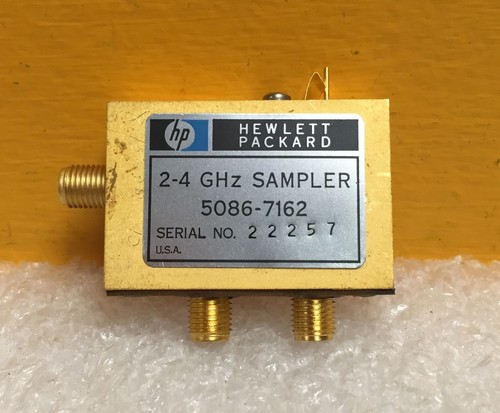 hp HEWLETT
PACKARD
2-4 GHz SAMPLER
5086-7162
SERIAL NO. 22257
U.S.A.